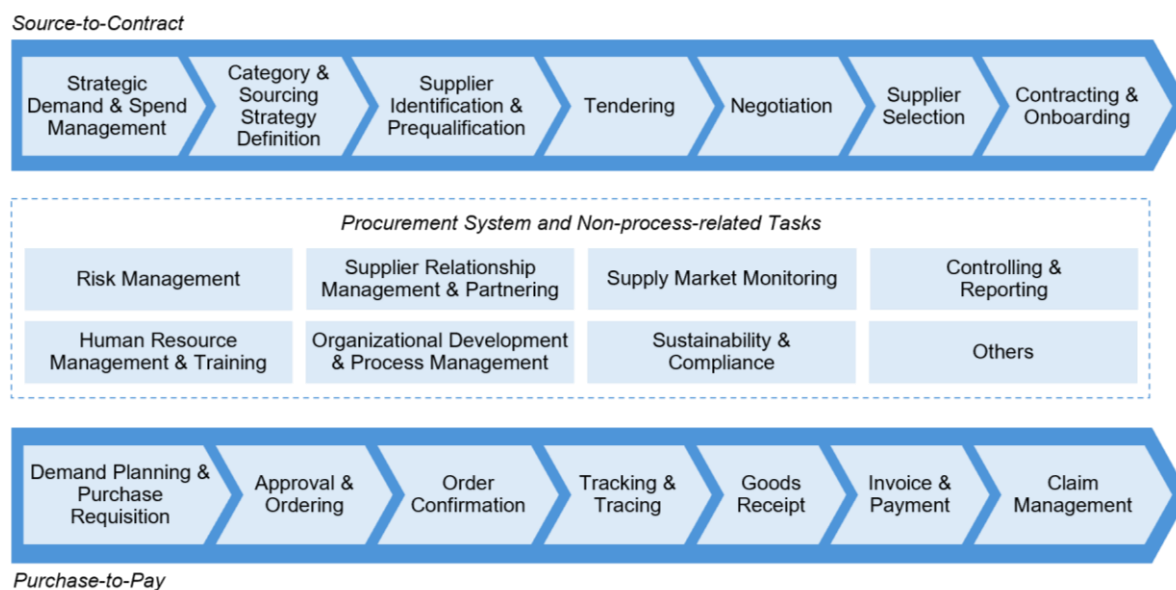 Source-to-Contract
Strategic
Demand & Spend
Management
Category &
Sourcing
Strategy
Definition
Supplier
Identification &
Prequalification
Tendering
Negotiation
Supplier
Selection
Contracting &
Onboarding
Procurement System and Non-process-related Tasks
Risk Management
Supplier Relationship
Management & Partnering
Supply Market Monitoring
Controlling &
Reporting
Human Resource
Management & Training
Organizational Development
& Process Management
Sustainability &
Compliance
Others
Demand Planning &
Purchase
Requisition
Approval &
Ordering
Order
Confirmation
Tracking &
Tracing
Goods
Receipt
Invoice &
Payment
Claim
Management
Purchase-to-Pay